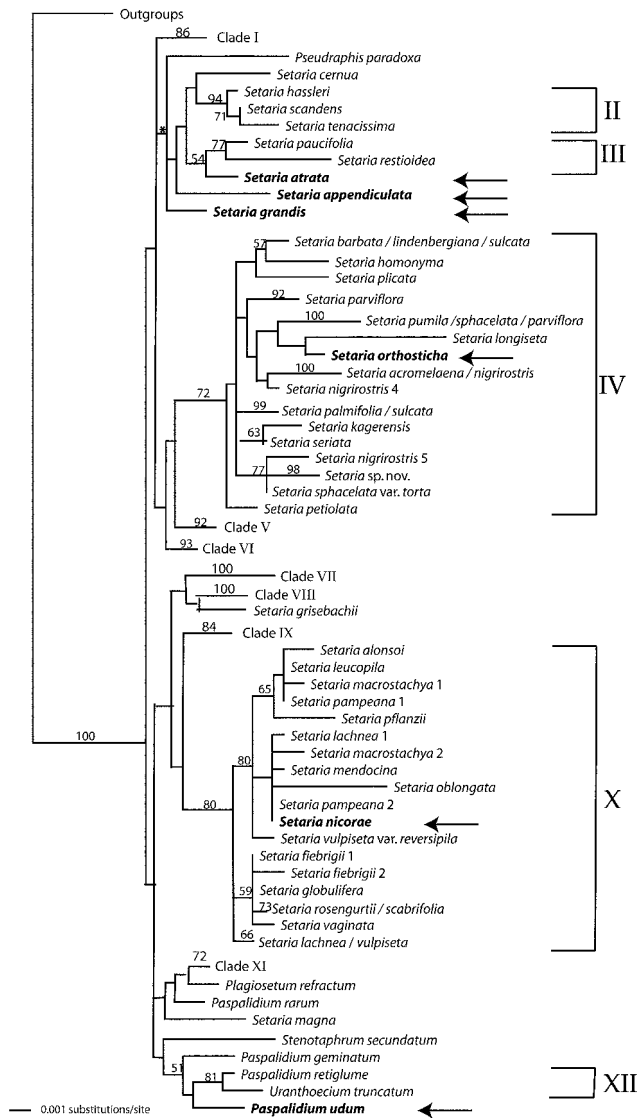 Outgroups
86 Clade I
Pseudraphis paradoxa
*
Setaria cernua
94 Setaria hassleri
Setaria scandens
71 Setaria tenacissima
II
77 Setaria paucifolia
54 Setaria restioidea
III
Setaria atrata
Setaria appendiculata
Setaria grandis
57 Setaria barbata / lindenbergiana / sulcata
Setaria homonyma
Setaria plicata
92 Setaria parviflora
100 Setaria pumila /sphacelata / parviflora
Setaria longiseta
Setaria orthosticha
100 Setaria acromelaena / nigrirostris
Setaria nigrirostris 4
IV
72
99 Setaria palmifolia / sulcata
Setaria kagerensis
63 Setaria seriata
Setaria nigrirostris 5
77 98 Setaria sp. nov.
Setaria sphacelata var. torta
Setaria petiolata
92 Clade V
93 Clade VI
100 Clade VII
100 Clade VIII
Setaria grisebachii
84 Clade IX
Setaria alonsoi
Setaria leucopila
65 Setaria macrostachya 1
Setaria pampeana 1
Setaria pflanzii
Setaria lachnea 1
100
Setaria macrostachya 2
80 Setaria mendocina
Setaria oblongata
80 Setaria pampeana 2
X
Setaria nicorae
Setaria vulpiseta var. reversipila
Setaria fiebrigii 1
Setaria fiebrigii 2
59 Setaria globulifera
73 Setaria rosengurtii / scabrifolia
Setaria vaginata
66 Setaria lachnea / vulpiseta
72 Clade XI
Plagiosetum refractum
Paspalidium rarum
Setaria magna
Stenotaphrum secundatum
Paspalidium geminatum
51 Paspalidium retiglume
81 Uranthoecium truncatum
XII
Paspalidium udum
0.001 substitutions/site